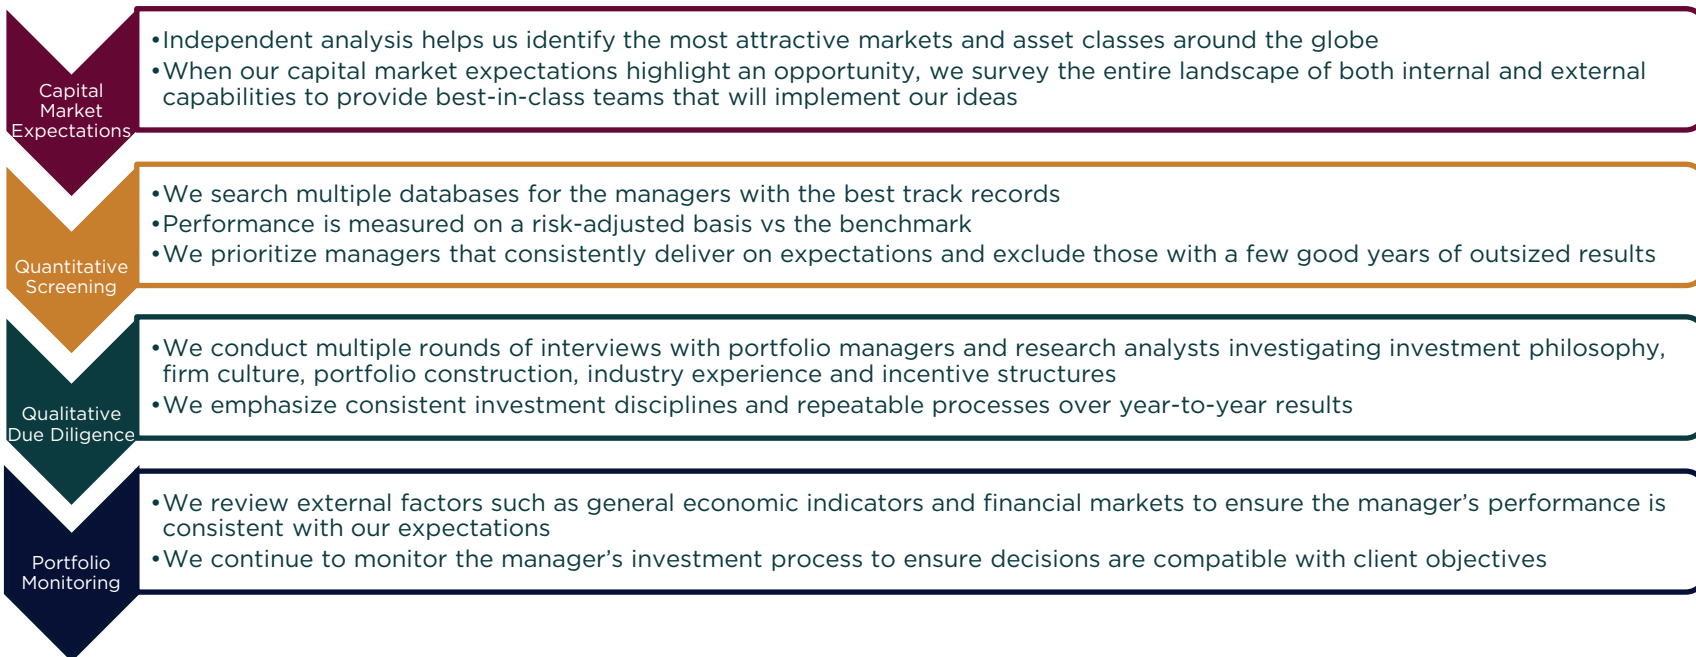 Capital
Market
Expectations
•Independent analysis helps us identify the most attractive markets and asset classes around the globe
•When our capital market expectations highlight an opportunity, we survey the entire landscape of both internal and external
capabilities to provide best-in-class teams that will implement our ideas
Quantitative
Screening
•We search multiple databases for the managers with the best track records
•Performance is measured on a risk-adjusted basis vs the benchmark
•We prioritize managers that consistently deliver on expectations and exclude those with a few good years of outsized results
Qualitative
Due Diligence
•We conduct multiple rounds of interviews with portfolio managers and research analysts investigating investment philosophy,
firm culture, portfolio construction, industry experience and incentive structures
•We emphasize consistent investment disciplines and repeatable processes over year-to-year results
Portfolio
Monitoring
•We review external factors such as general economic indicators and financial markets to ensure the manager’s performance is
consistent with our expectations
•We continue to monitor the manager’s investment process to ensure decisions are compatible with client objectives